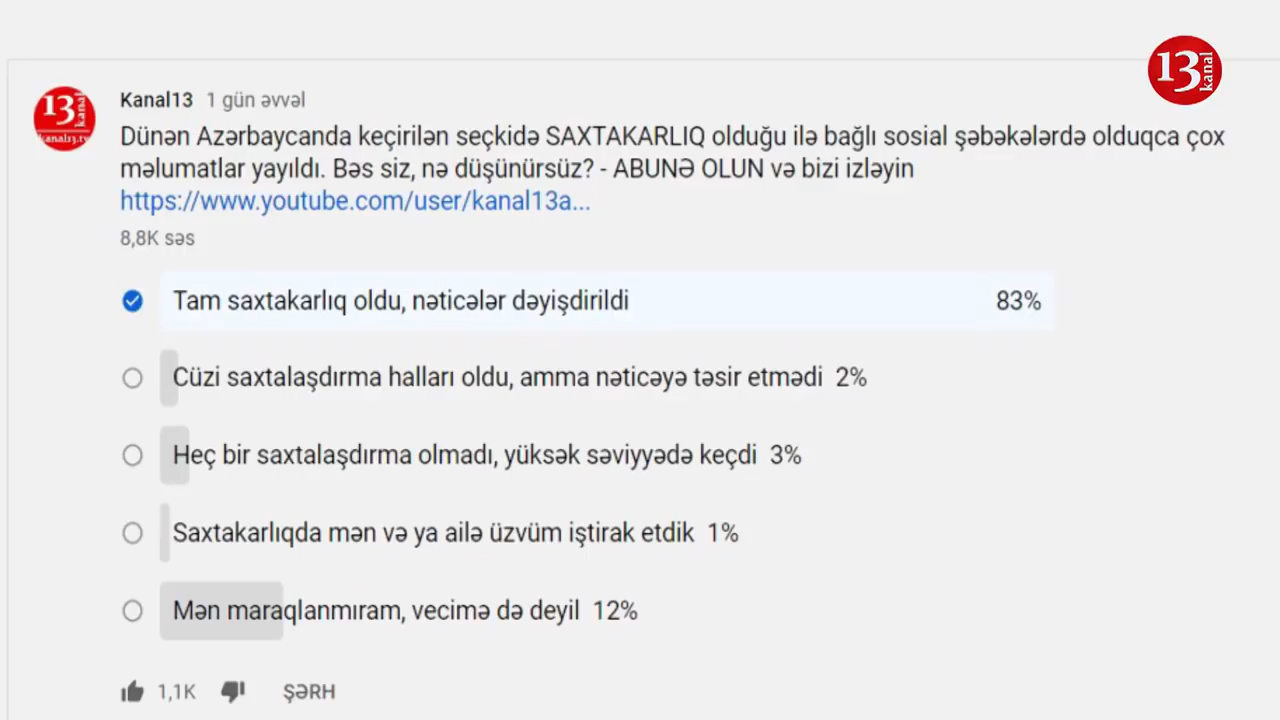 13 kanal
13 kanal
kanal13.tv
Kanal13 1 gün əvvəl
Dünən Azərbaycanda keçirilən seçkidə SAXTAKARLIQ olduğu ilə bağlı sosial şəbəkələrdə olduqca çox
məlumatlar yayıldı. Bəs siz, nə düşünürsüz? - ABUNƏ OLUN və bizi izləyin
https://www.youtube.com/user/kanal13a...
8,8K səs
Tam saxtakarlıq oldu, nəticələr dəyişdirildi 83%
Cüzi saxtalaşdırma halları oldu, amma nəticəyə təsir etmədi 2%
Heç bir saxtalaşdırma olmadı, yüksək səviyyədə keçdi 3%
Saxtakarlıqda mən və ya ailə üzvüm iştirak etdik 1%
Mən maraqlanmıram, vecimə də deyil 12%
1,1K ŞƏRH